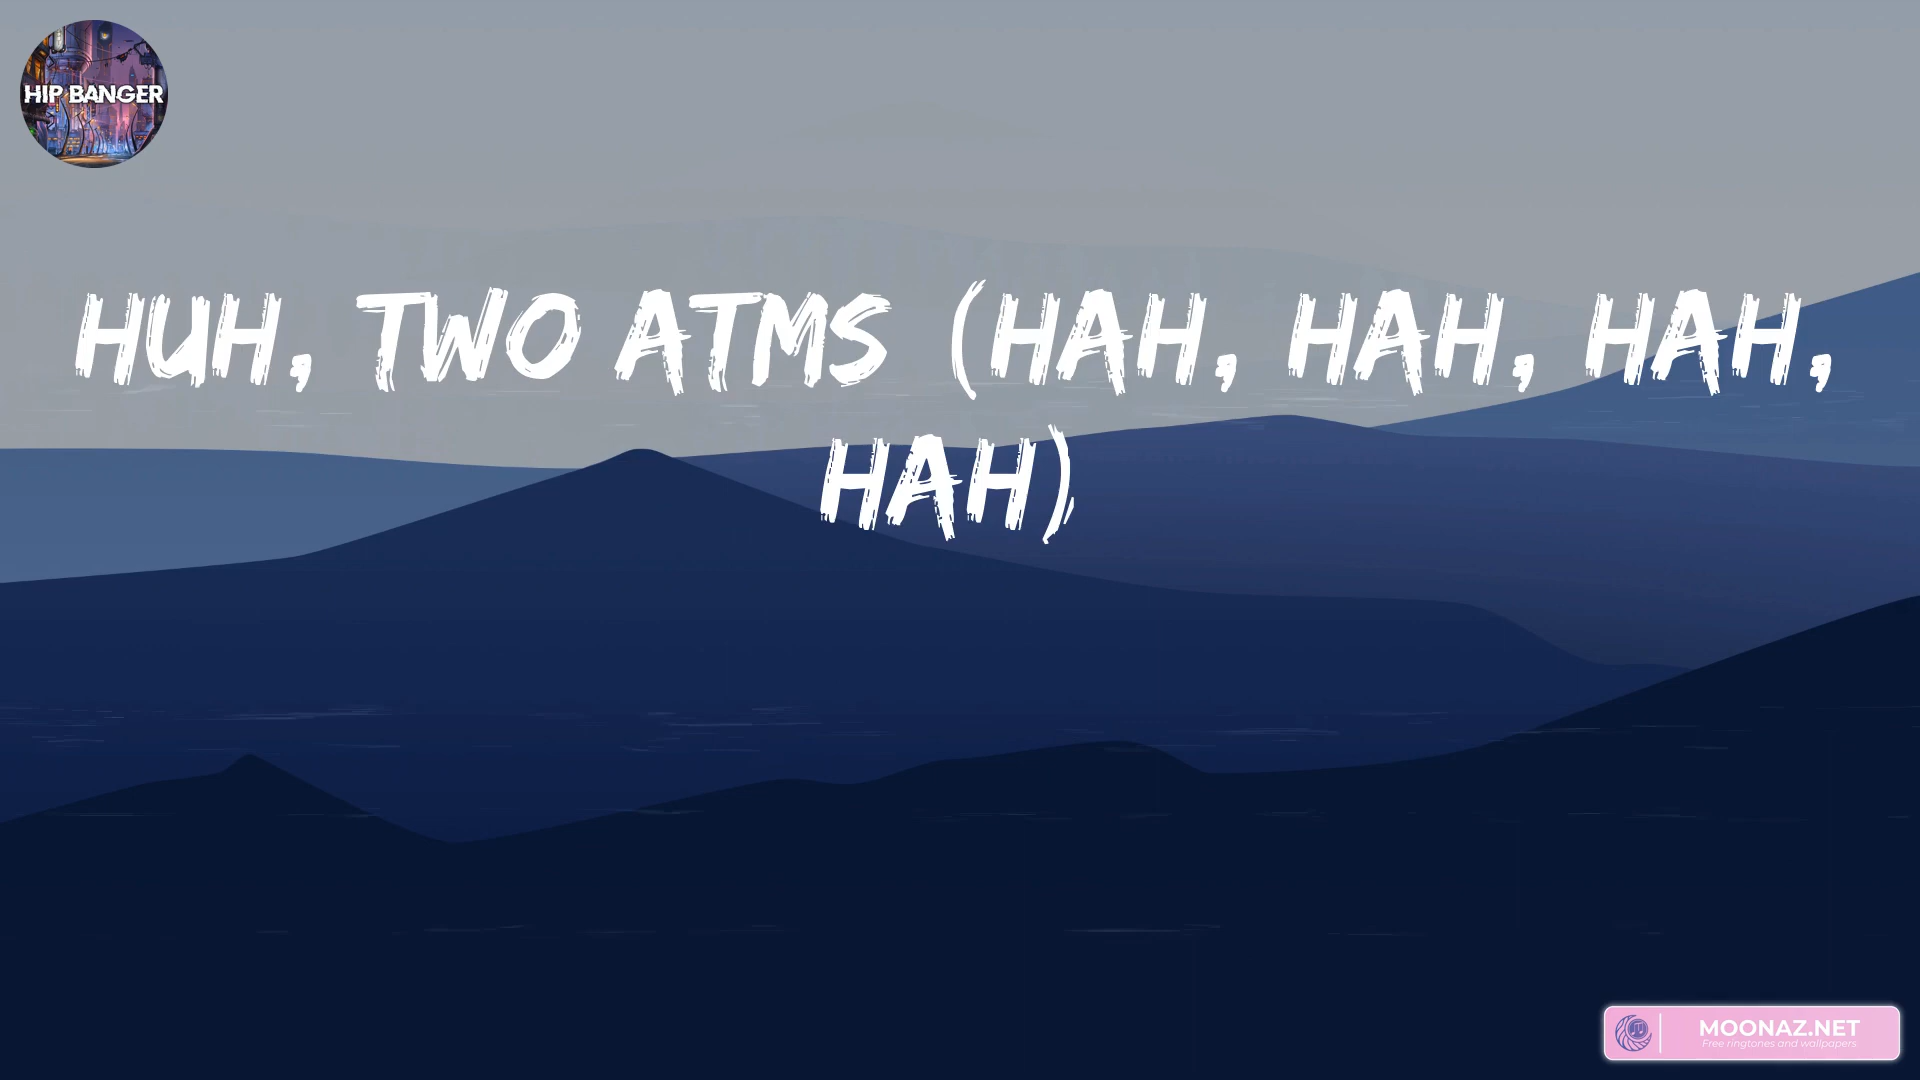 HIP BANGER
HUH, TWO ATMS (HAH, HAH, HAH,
HAH)
MOONAZ.NET
Free ringtones and wallpapers